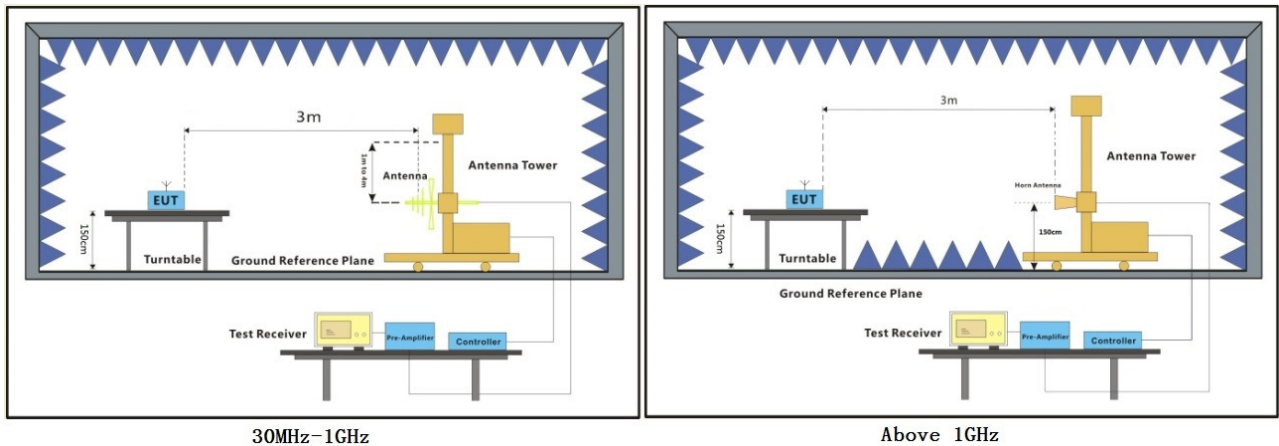 3m
1m to 4m
Antenna
Antenna Tower
EUT
150cm
Turntable
Ground Reference Plane
Test Receiver
Pre-Amplifier
Controller
30MHz-1GHz
3m
Antenna Tower
Horn Antenna
EUT
150cm
150cm
Turntable
Ground Reference Plane
Test Receiver
Pre-Amplifier
Controller
Above 1GHz